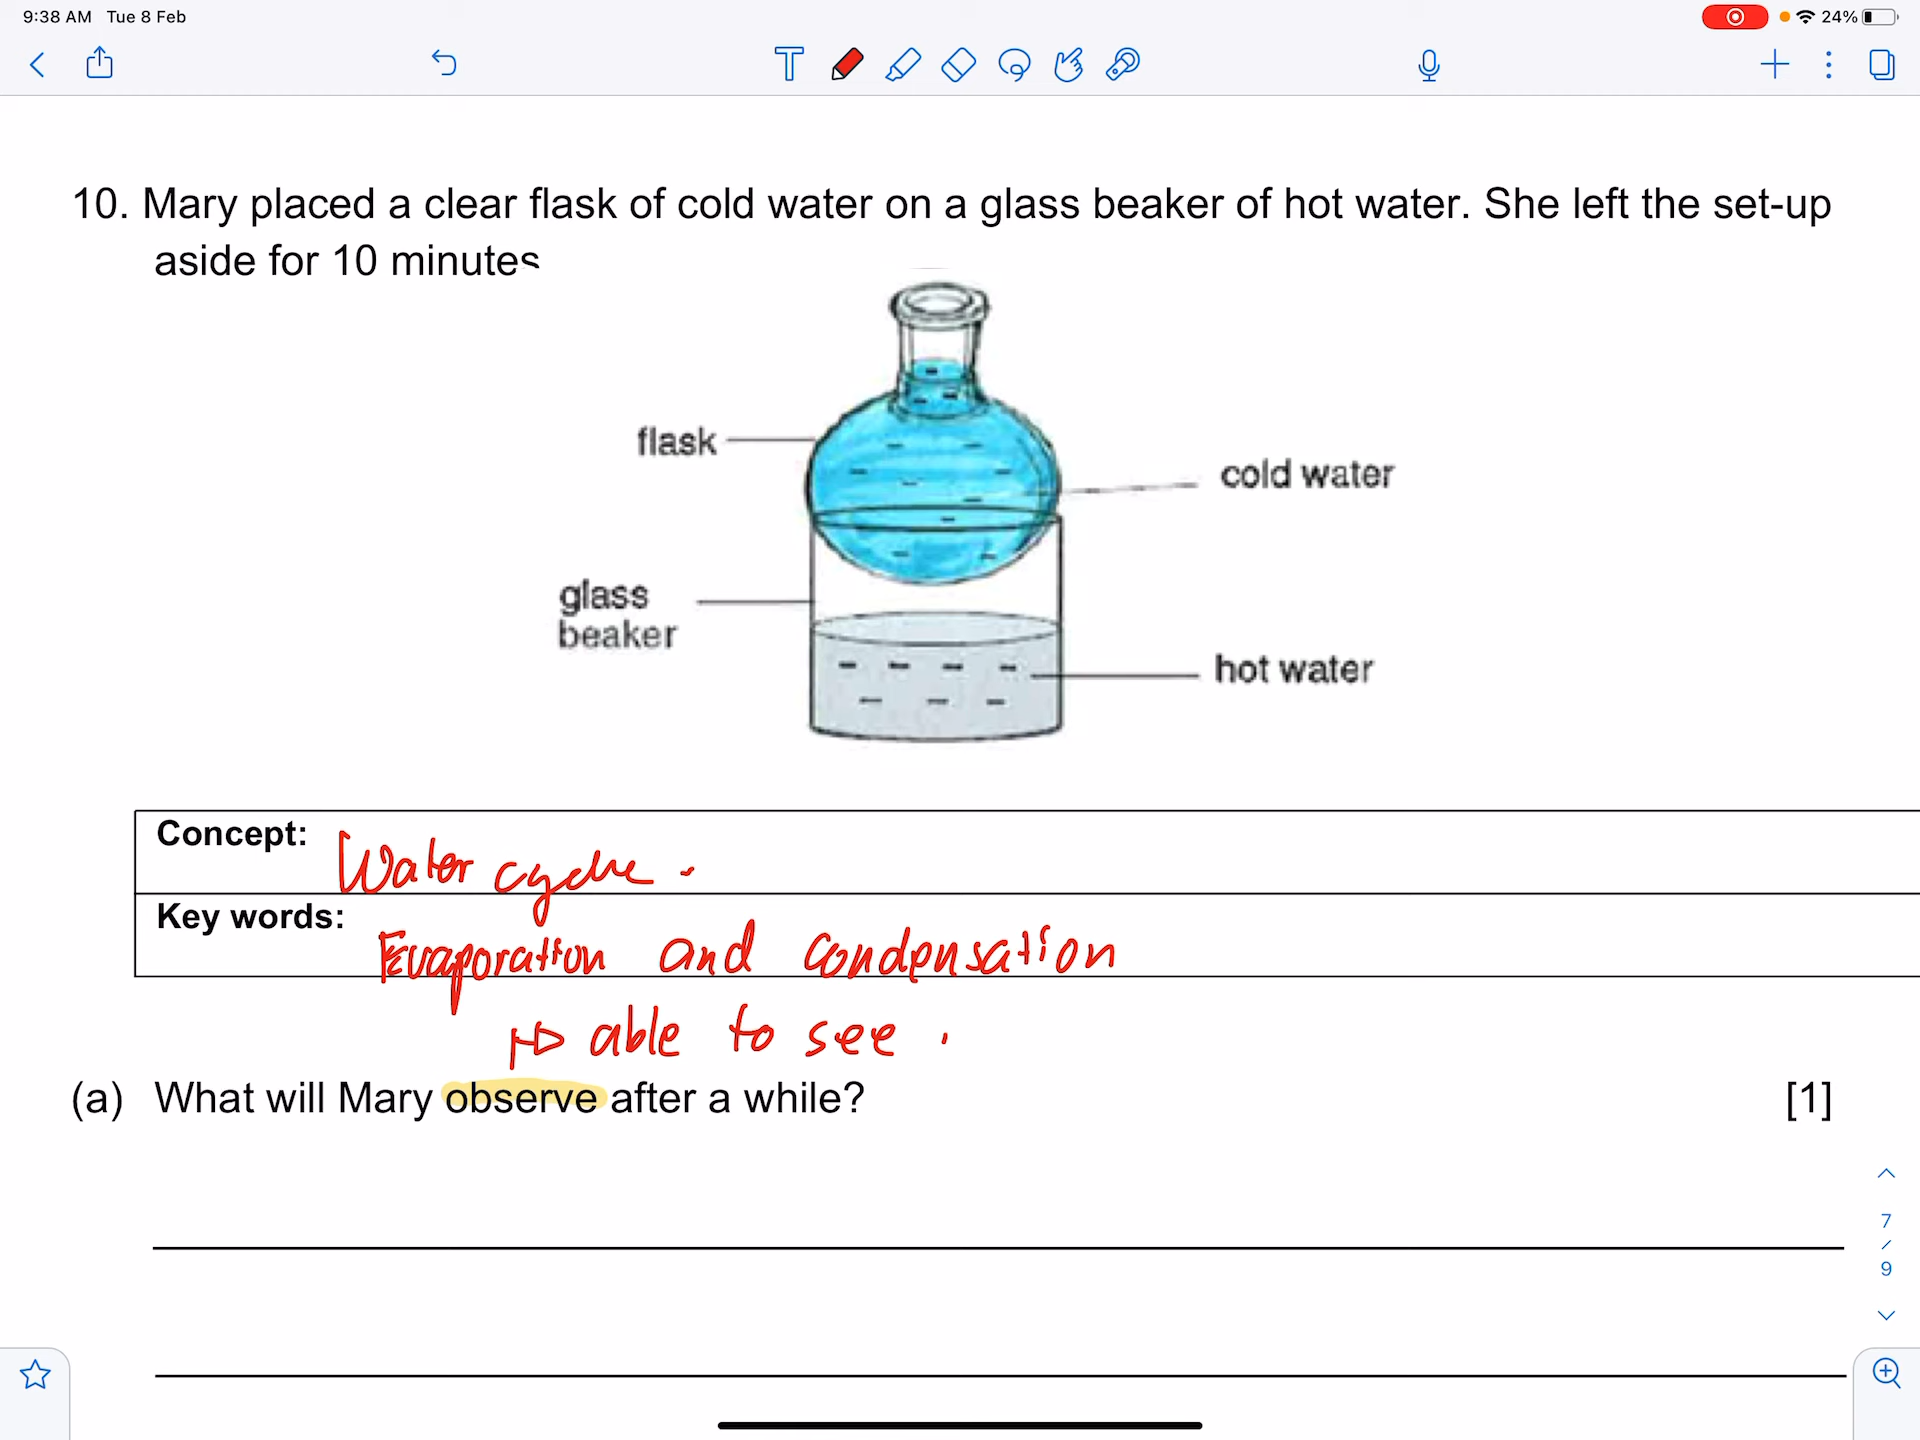 9:38 AM Tue 8 Feb
24%
10. Mary placed a clear flask of cold water on a glass beaker of hot water. She left the set-up
aside for 10 minutes
flask
cold water
glass
beaker
hot water
Concept: Water cycle.
Key words: Evaporation and condensation
able to see.
(a) What will Mary observe after a while? [1]
7
/
9